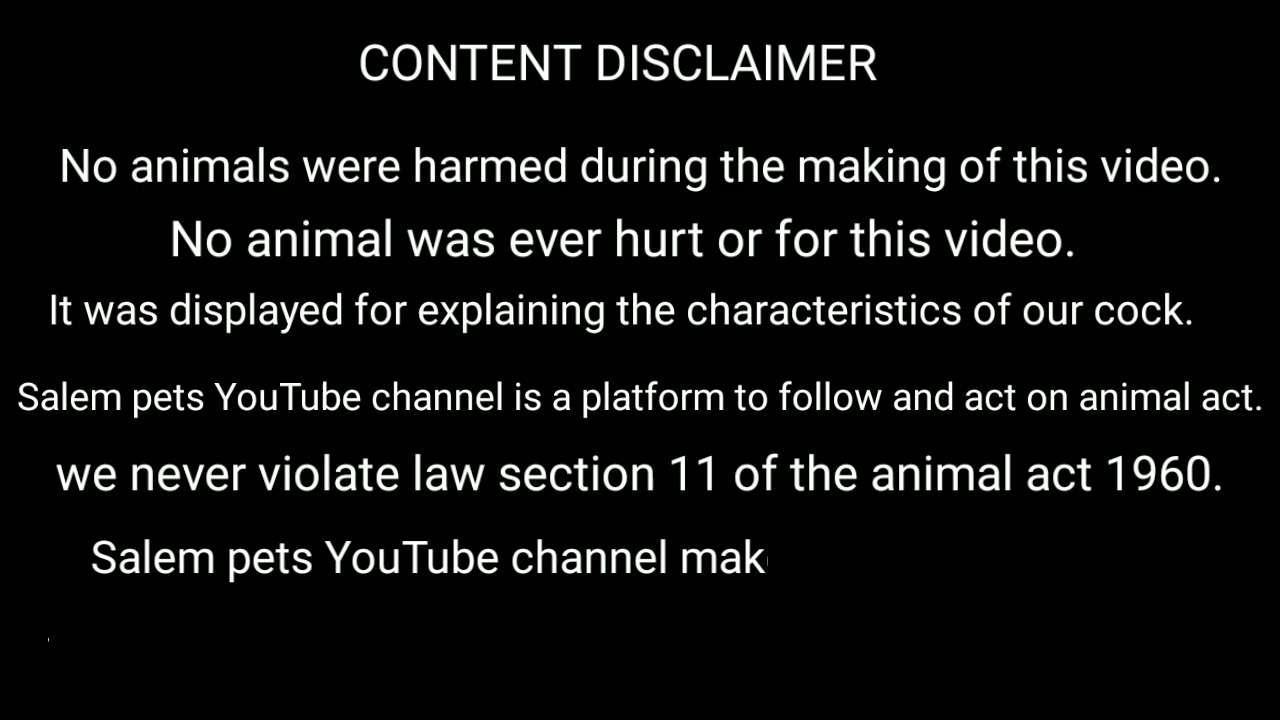 CONTENT DISCLAIMER
No animals were harmed during the making of this video.
No animal was ever hurt or for this video.
It was displayed for explaining the characteristics of our cock.
Salem pets YouTube channel is a platform to follow and act on animal act.
we never violate law section 11 of the animal act 1960.
Salem pets YouTube channel